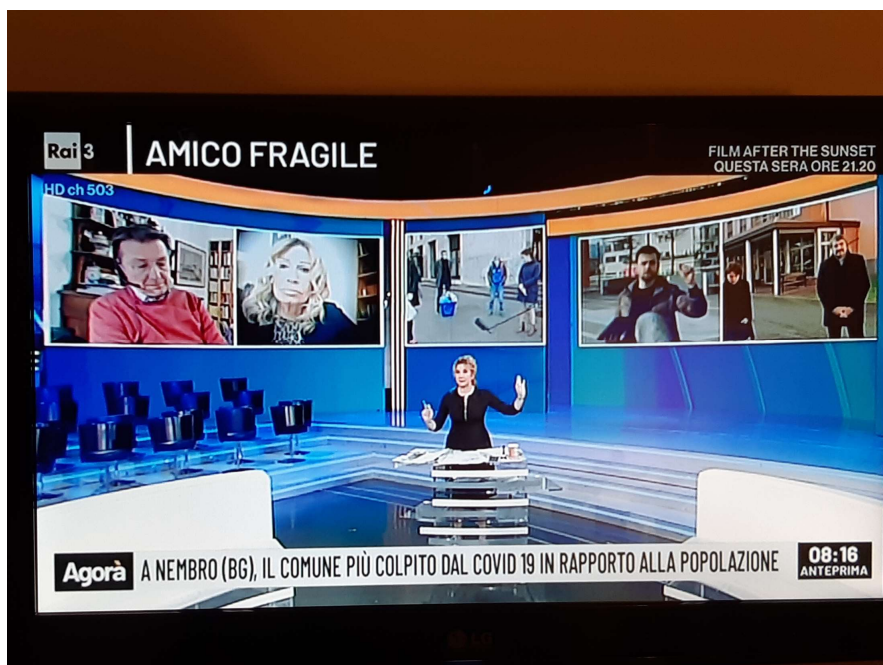 Rai 3
AMICO FRAGILE
FILM AFTER THE SUNSET
QUESTA SERA ORE 21.20
HD ch 503
Agorà
A NEMBRO (BG), IL COMUNE PIÙ COLPITO DAL COVID 19 IN RAPPORTO ALLA POPOLAZIONE
08:16
ANTEPRIMA
LG